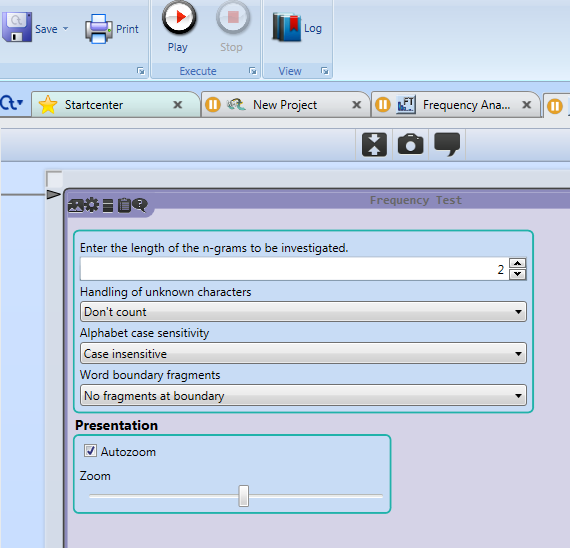 Save
Print
Play
Stop
Log
Execute
View
Startcenter
New Project
FT
Frequency Ana...
Frequency Test
Enter the length of the n-grams to be investigated.
2
Handling of unknown characters
Don't count
Alphabet case sensitivity
Case insensitive
Word boundary fragments
No fragments at boundary
Presentation
Autozoom
Zoom